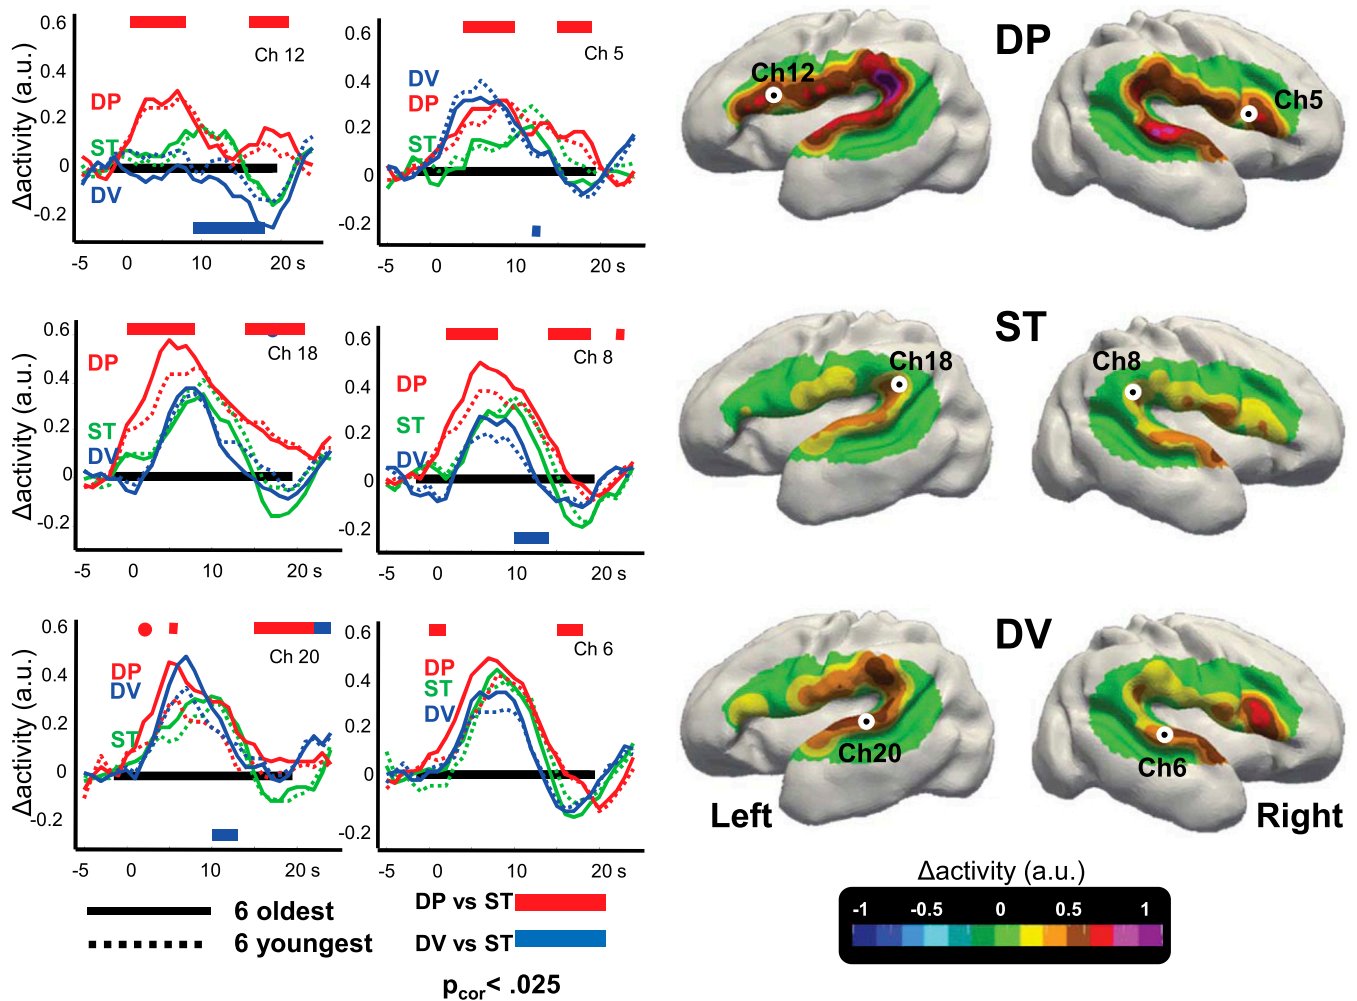 0.6
0.4
0.2
0
-0.2
Δactivity (a.u.)
Ch 12
DP
ST
DV
-5 0 10 20 s
0.6
0.4
0.2
0
-0.2
Ch 5
DV
DP
ST
-5 0 10 20 s
DP
Ch12
Ch5
0.6
0.4
0.2
0
-0.2
Δactivity (a.u.)
Ch 18
DP
ST
DV
-5 0 10 20 s
0.6
0.4
0.2
0
-0.2
Ch 8
DP
ST
DV
-5 0 10 20 s
ST
Ch18
Ch8
0.6
0.4
0.2
0
-0.2
Δactivity (a.u.)
Ch 20
DP
DV
ST
-5 0 10 20 s
0.6
0.4
0.2
0
-0.2
Ch 6
DP
ST
DV
-5 0 10 20 s
DV
Ch20
Ch6
Left
Right
6 oldest
6 youngest
DP vs ST
DV vs ST
pcor< .025
Δactivity (a.u.)
-1 -0.5 0 0.5 1